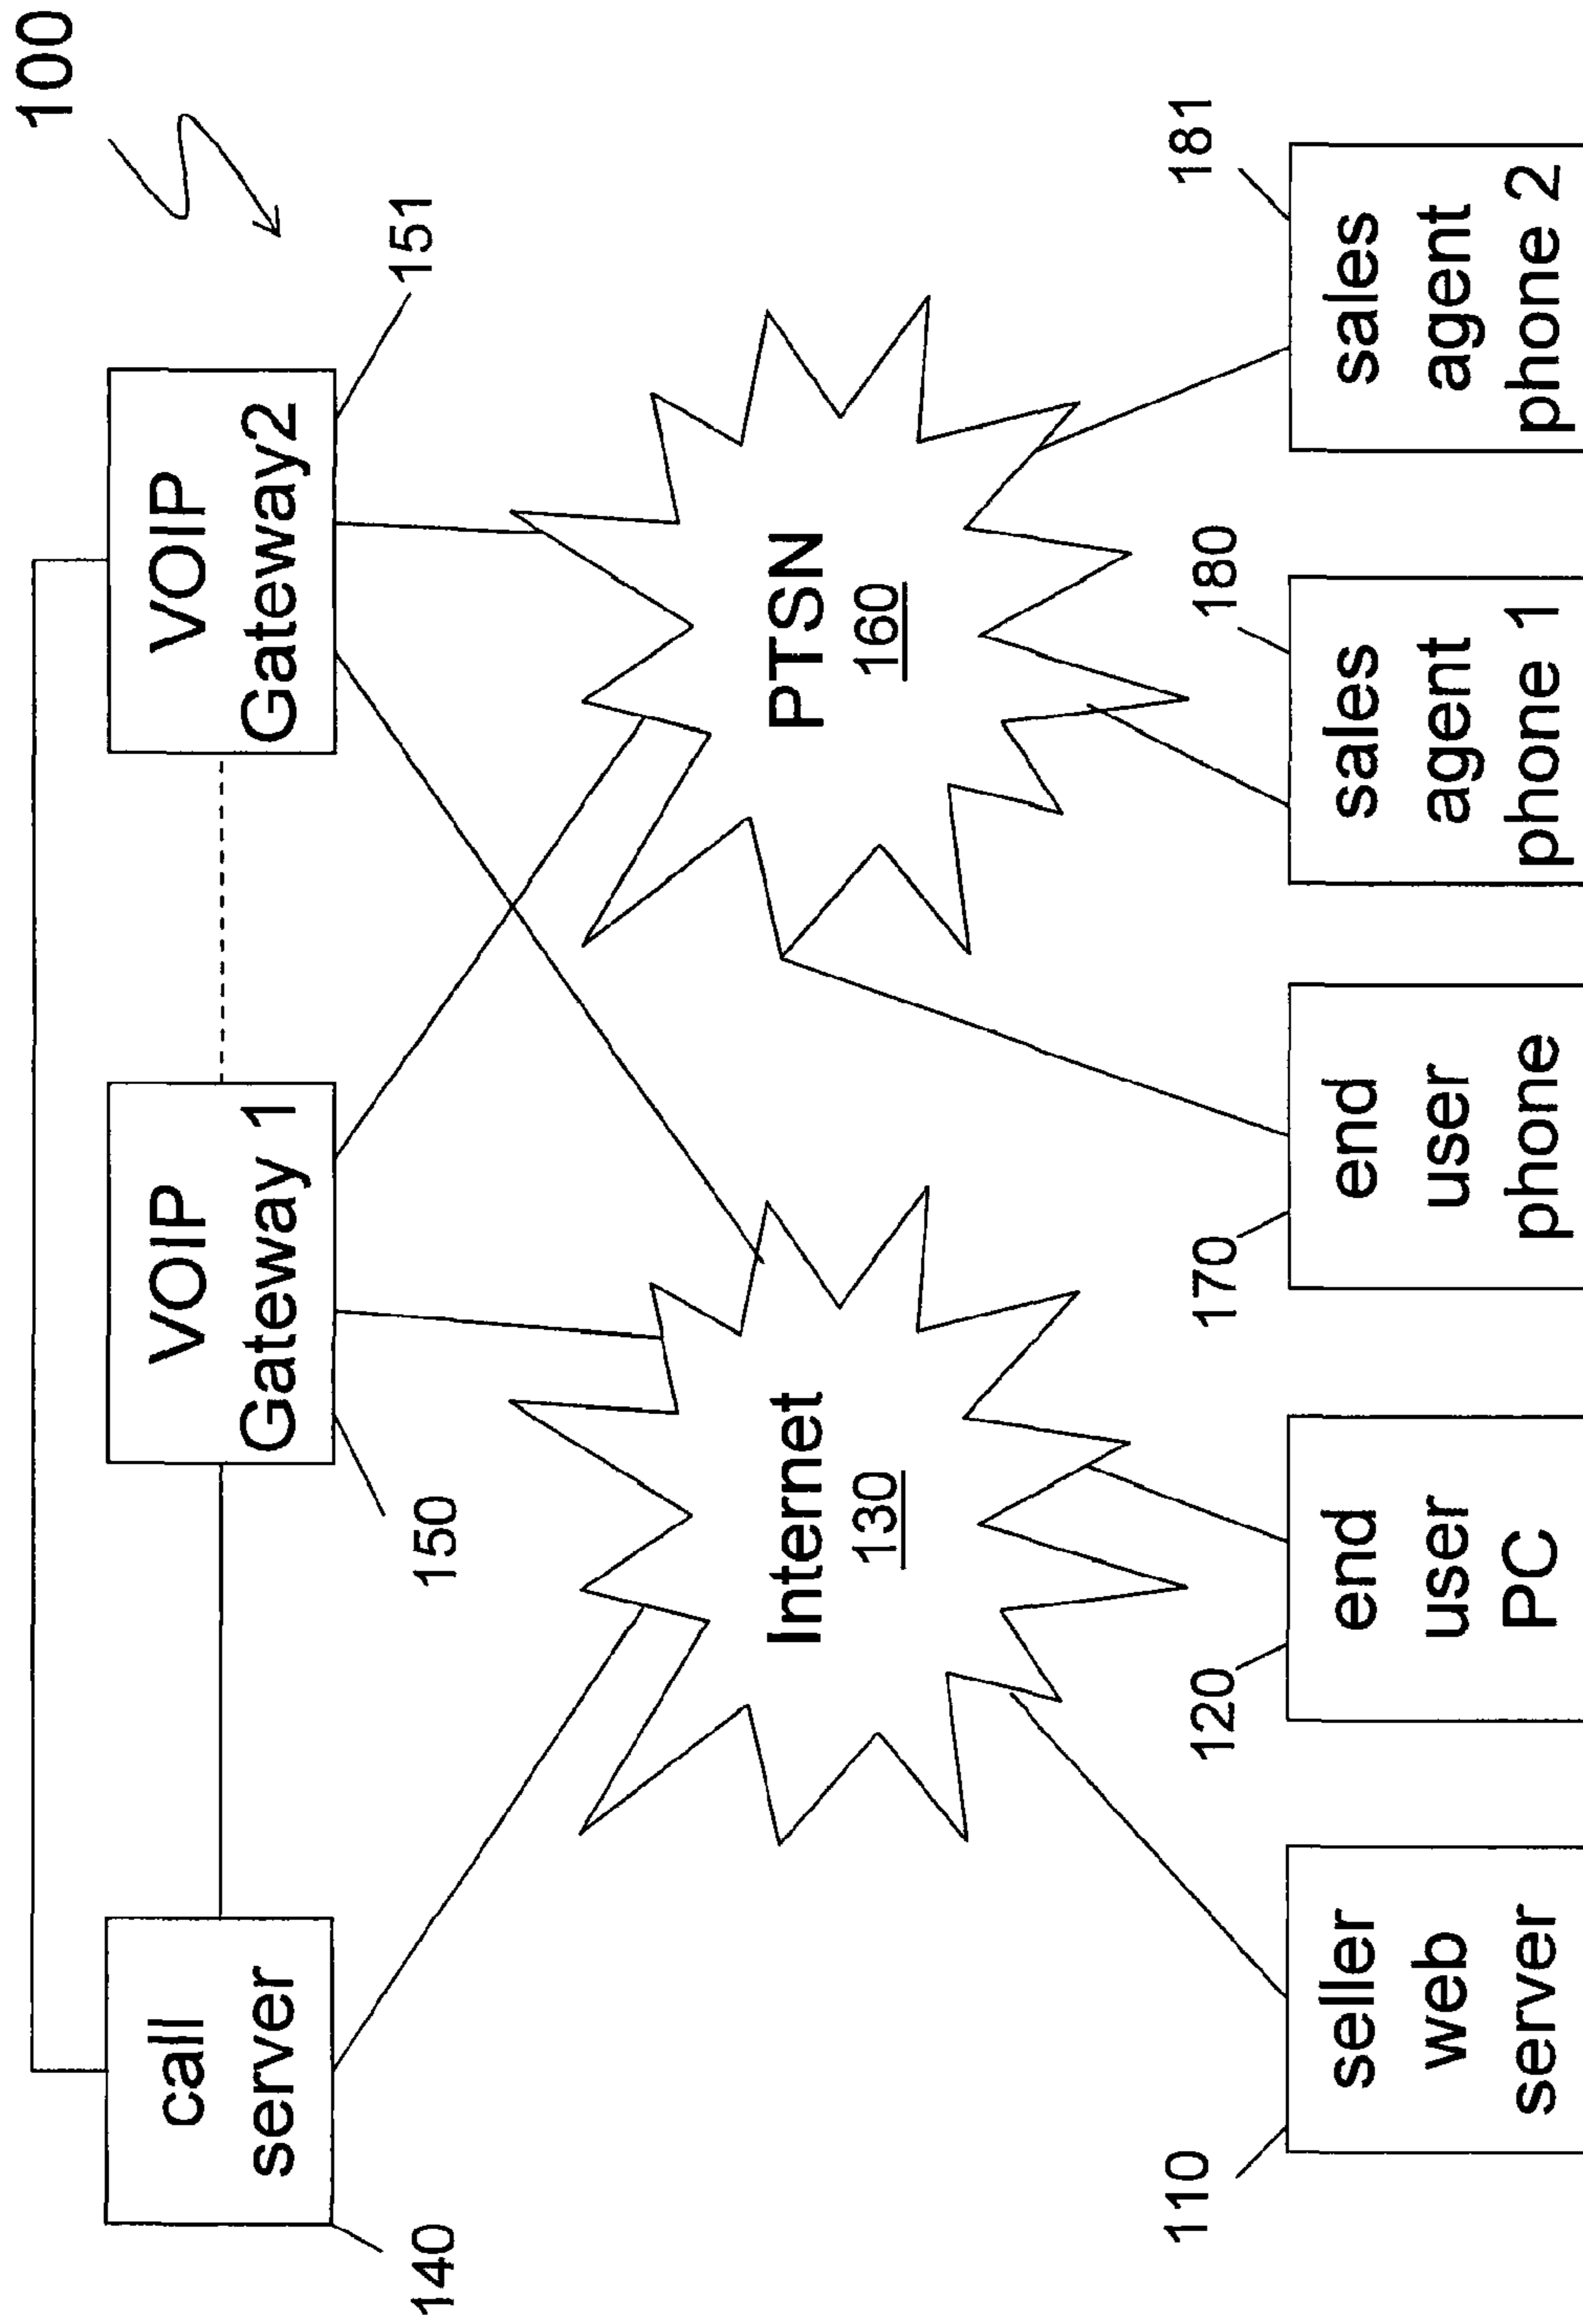 100
call
server
140
VOIP
Gateway 1
150
VOIP
Gateway2
151
Internet
130
PTSN
160
110
seller
web
server
120
end
user
PC
170
end
user
phone
180
sales
agent
phone 1
181
sales
agent
phone 2